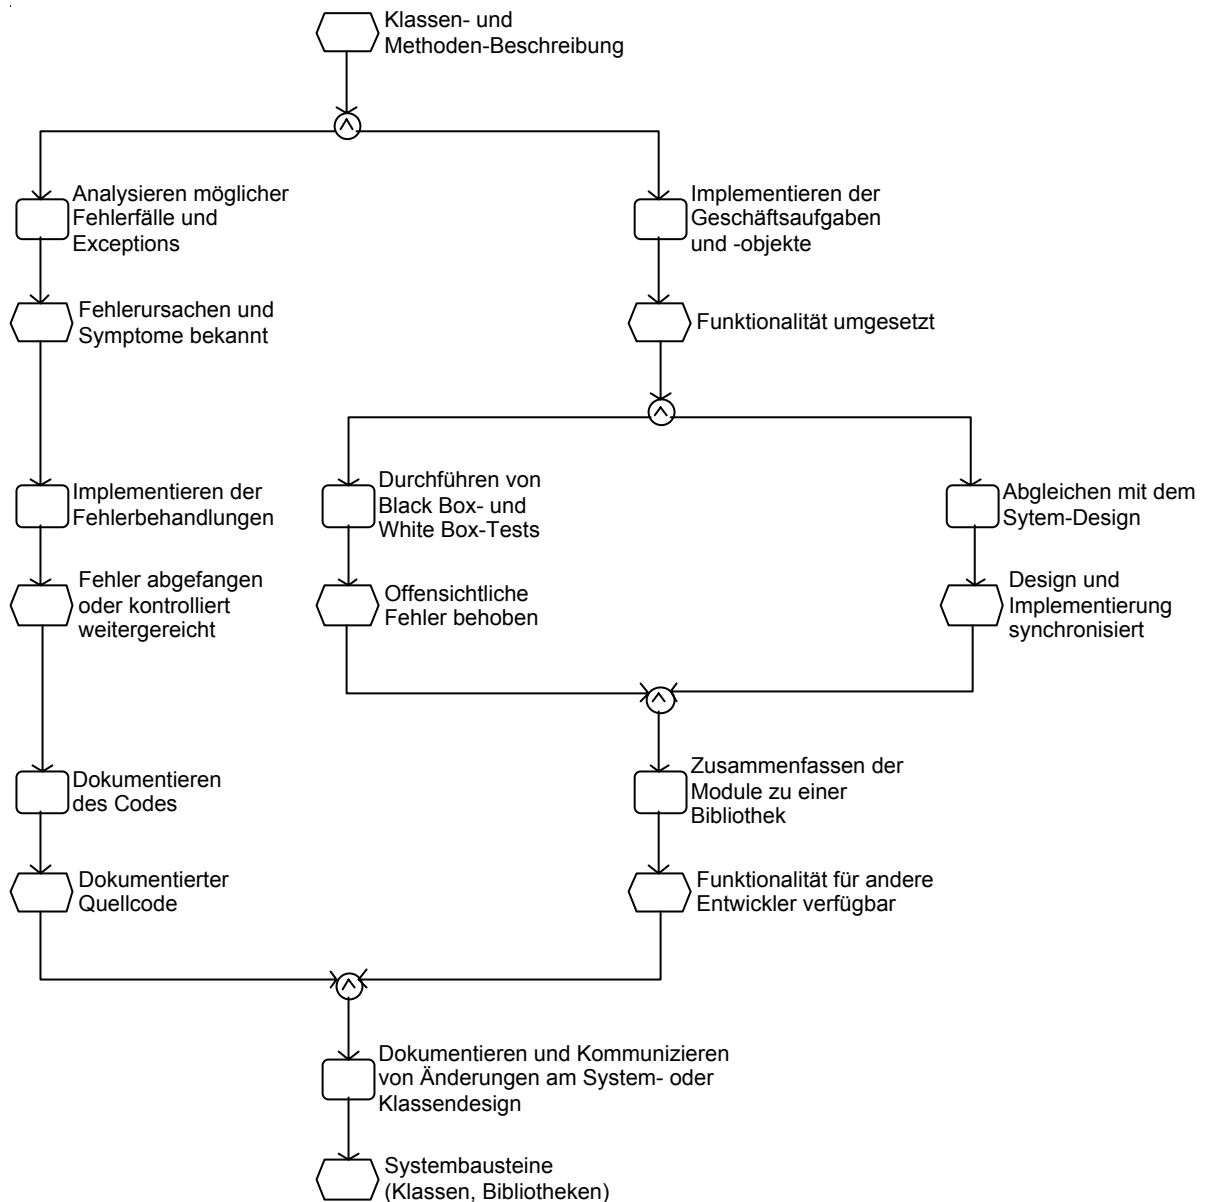 Klassen- und
Methoden-Beschreibung
Analysieren möglicher
Fehlerfälle und
Exceptions
Implementieren der
Geschäftsaufgaben
und -objekte
Fehlerursachen und
Symptome bekannt
Funktionalität umgesetzt
Implementieren der
Fehlerbehandlungen
Durchführen von
Black Box- und
White Box-Tests
Abgleichen mit dem
Sytem-Design
Fehler abgefangen
oder kontrolliert
weitergereicht
Offensichtliche
Fehler behoben
Design und
Implementierung
synchronisiert
Dokumentieren
des Codes
Zusammenfassen der
Module zu einer
Bibliothek
Dokumentierter
Quellcode
Funktionalität für andere
Entwickler verfügbar
Dokumentieren und Kommunizieren
von Änderungen am System- oder
Klassendesign
Systembausteine
(Klassen, Bibliotheken)